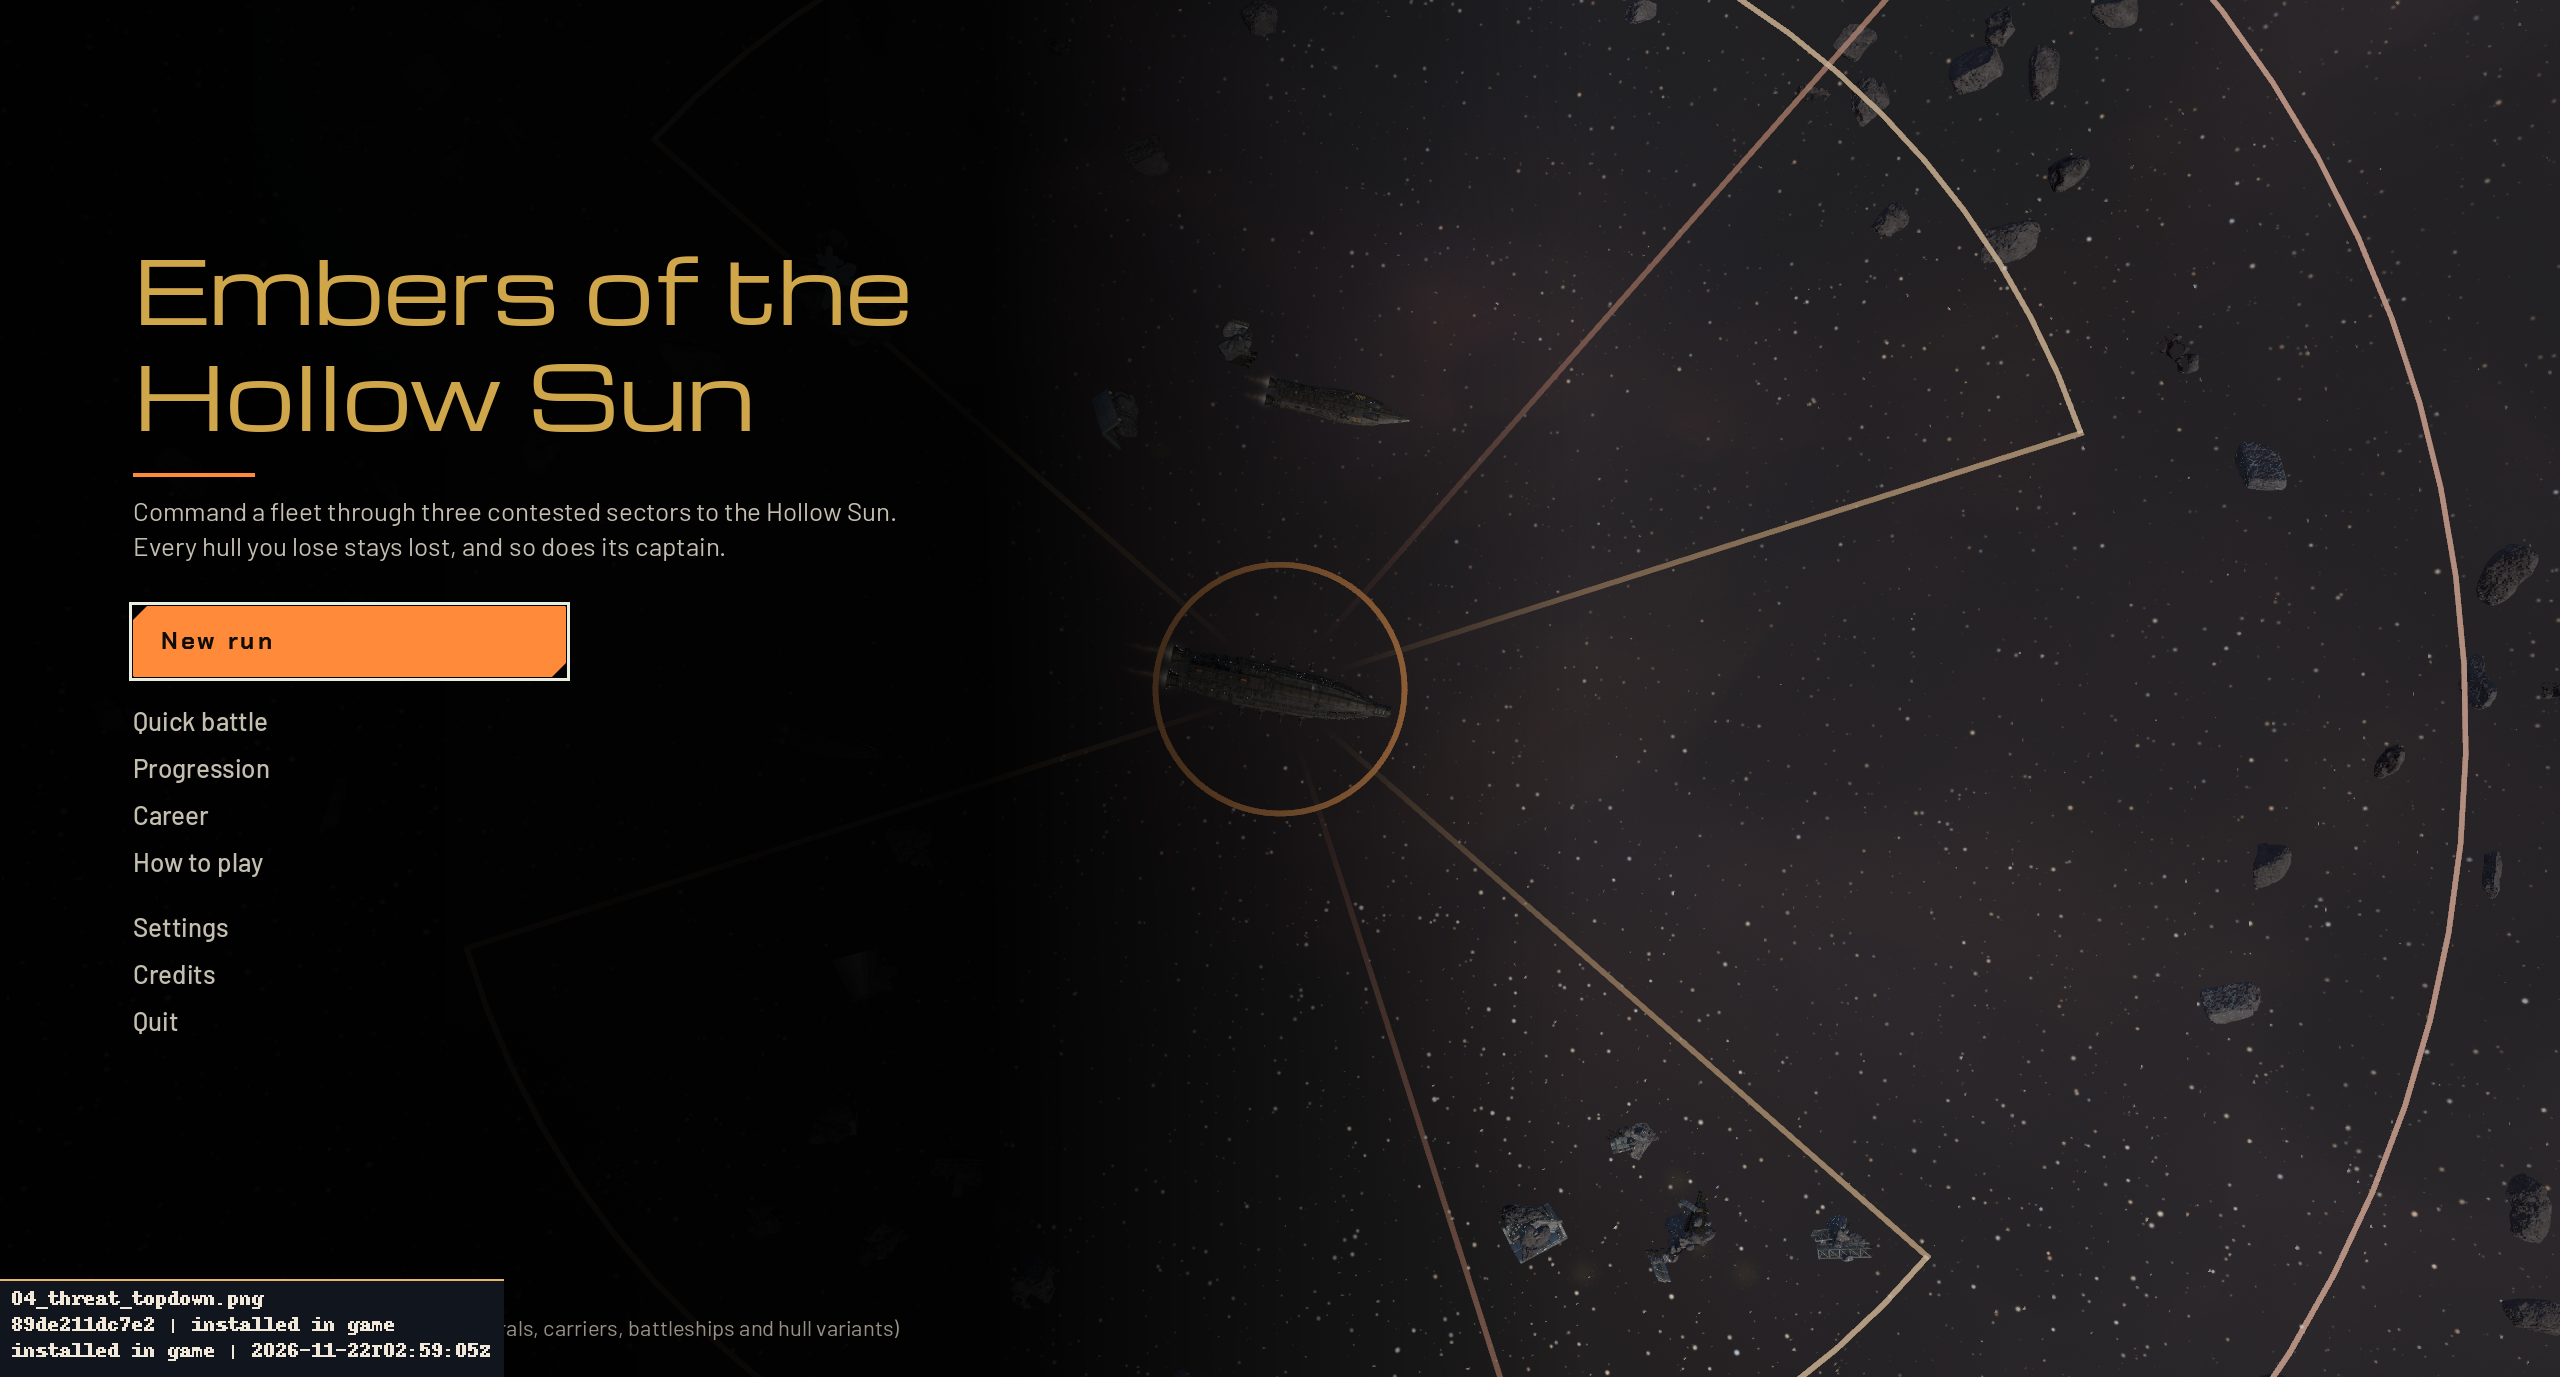 Embers of the
Hollow Sun
Command a fleet through three contested sectors to the Hollow Sun.
Every hull you lose stays lost, and so does its captain.
New run
Quick battle
Progression
Career
How to play
Settings
Credits
Quit
carriers, battleships and hull variants)
04_threat_topdown.png
89de211dc7e2 | installed in game
installed in game | 2026-11-22T02:59:05Z